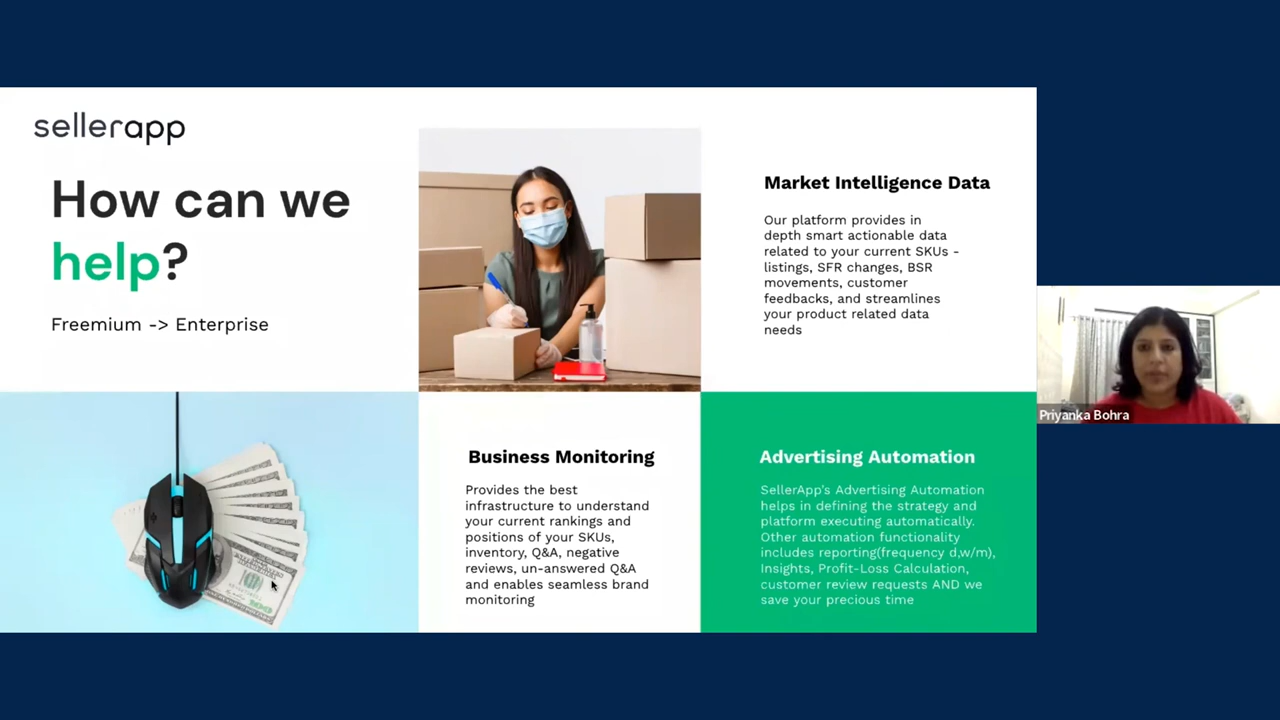 sellerapp
How can we
help?
Freemium -> Enterprise
Market Intelligence Data
Our platform provides in
depth smart actionable data
related to your current SKUs -
listings, SFR changes, BSR
movements, customer
feedbacks, and streamlines
your product related data
needs
Priyanka Bohra
Business Monitoring
Provides the best
infrastructure to understand
your current rankings and
positions of your SKUs,
inventory, Q&A, negative
reviews, un-answered Q&A
and enables seamless brand
monitoring
Advertising Automation
SellerApp's Advertising Automation
helps in defining the strategy and
platform executing automatically.
Other automation functionality
includes reporting(frequency d,w/m),
Insights, Profit-Loss Calculation,
customer review requests AND we
save your precious time